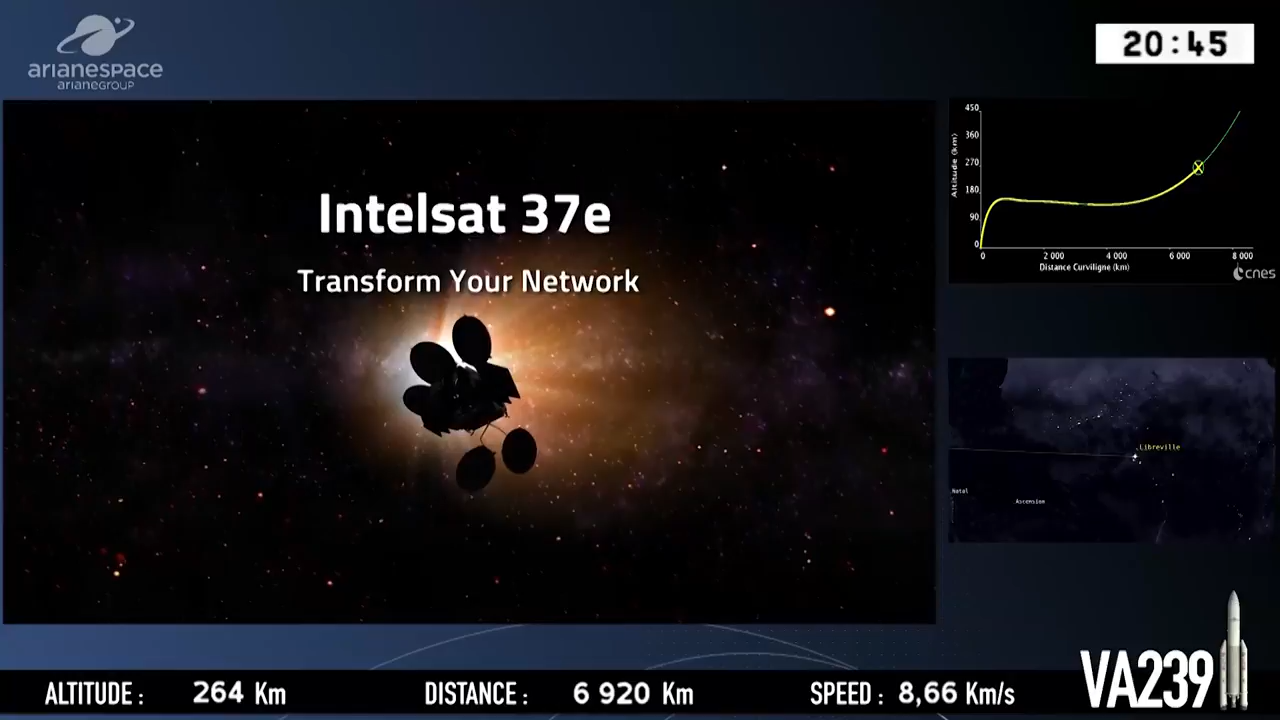 arianespace
arianeGROUP
20:45
Intelsat 37e
Transform Your Network
450
360
270
180
90
0
Altitude (km)
0
2 000
4 000
6 000
8 000
Distance Curviligne (km)
cnes
Libreville
Natal
Ascension
VA239
ALTITUDE : 264 Km DISTANCE : 6 920 Km SPEED : 8,66 Km/s